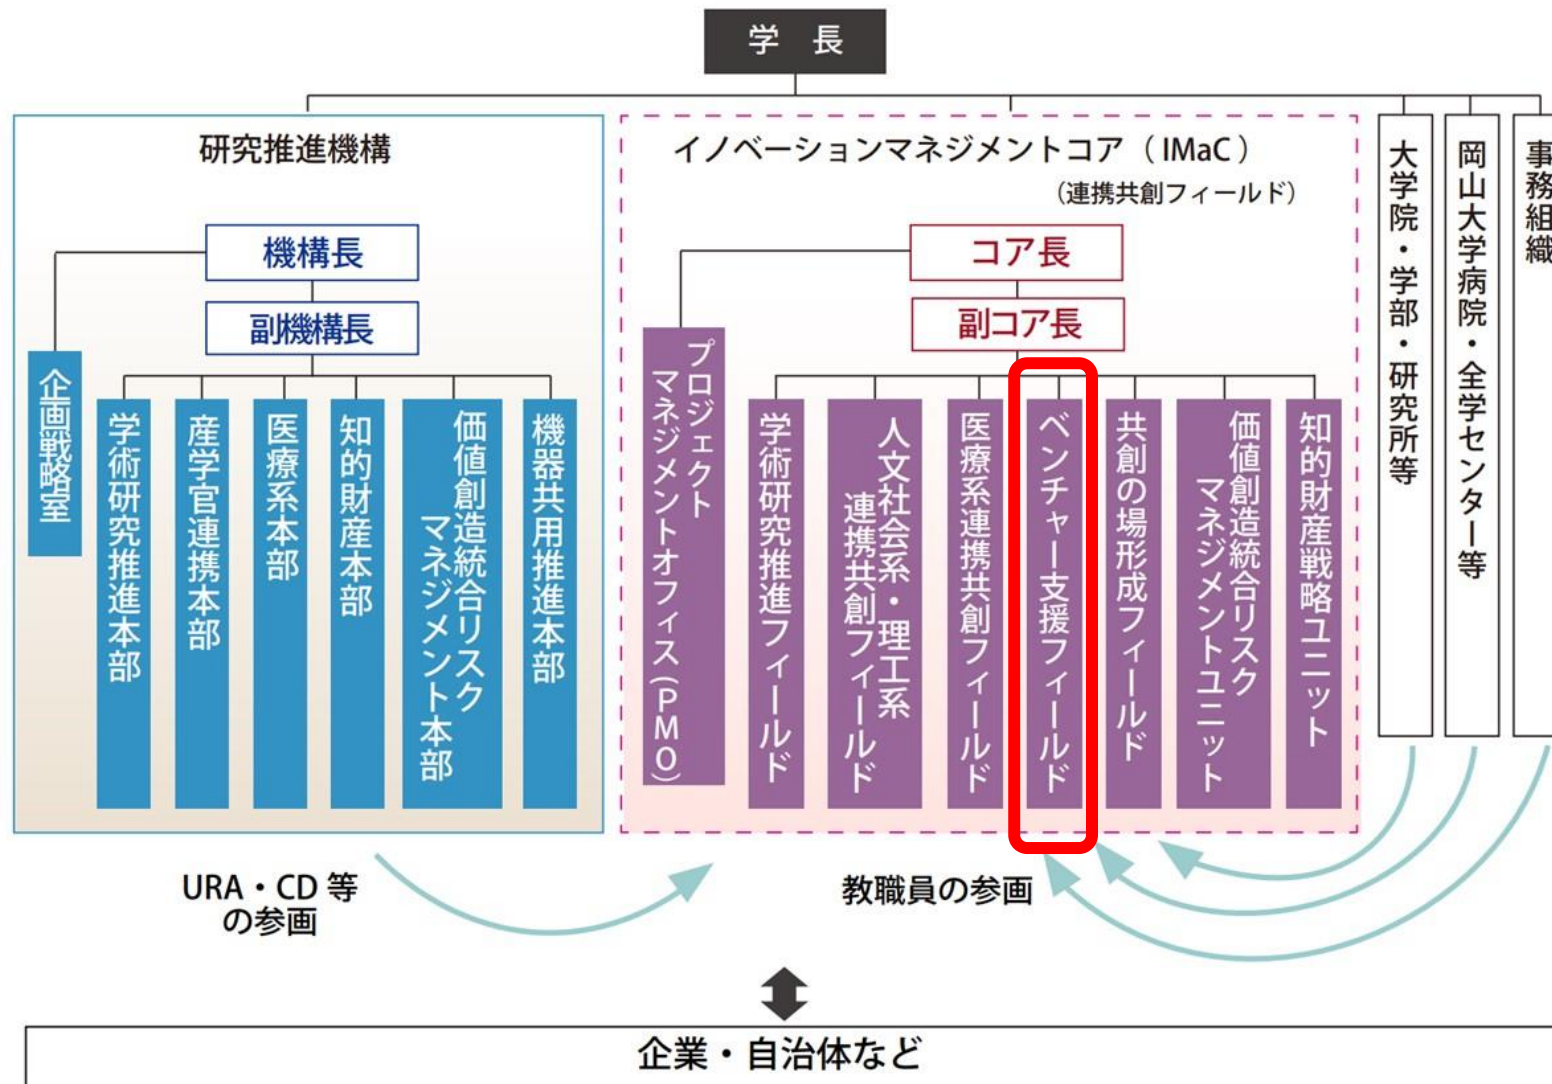 学 長
研究推進機構
機構長
副機構長
企画戦略室
学術研究推進本部
産学官連携本部
医療系本部
知的財産本部
価値創造統合リスク
マネジメント本部
機器共用推進本部
イノベーションマネジメントコア（IMaC）
（連携共創フィールド）
コア長
副コア長
プロジェクト
マネジメントオフィス(PMO)
学術研究推進フィールド
人文社会系・理工系
連携共創フィールド
医療系連携共創フィールド
ベンチャー支援フィールド
共創の場形成フィールド
価値創造統合リスク
マネジメントユニット
知的財産戦略ユニット
大学院・学部・研究所等
岡山大学病院・全学センター等
事務組織
URA・CD 等
の参画
教職員の参画
企業・自治体など